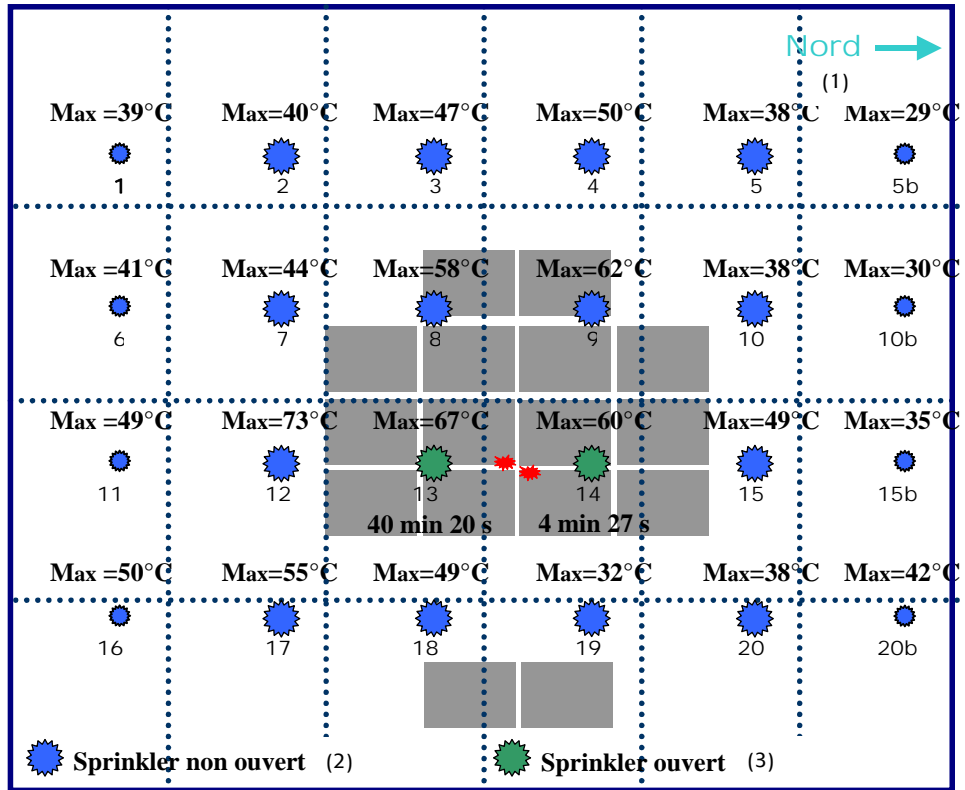 Nord
(1)
Max =39°C Max=40°C Max=47°C Max=50°C Max=38°C Max=29°C
1 2 3 4 5 5b
Max =41°C Max=44°C Max=58°C Max=62°C Max=38°C Max=30°C
6 7 8 9 10 10b
Max =49°C Max=73°C Max=67°C Max=60°C Max=49°C Max=35°C
11 12 13 14 15 15b
40 min 20 s 4 min 27 s
Max =50°C Max=55°C Max=49°C Max=32°C Max=38°C Max=42°C
16 17 18 19 20 20b
Sprinkler non ouvert (2) Sprinkler ouvert (3)